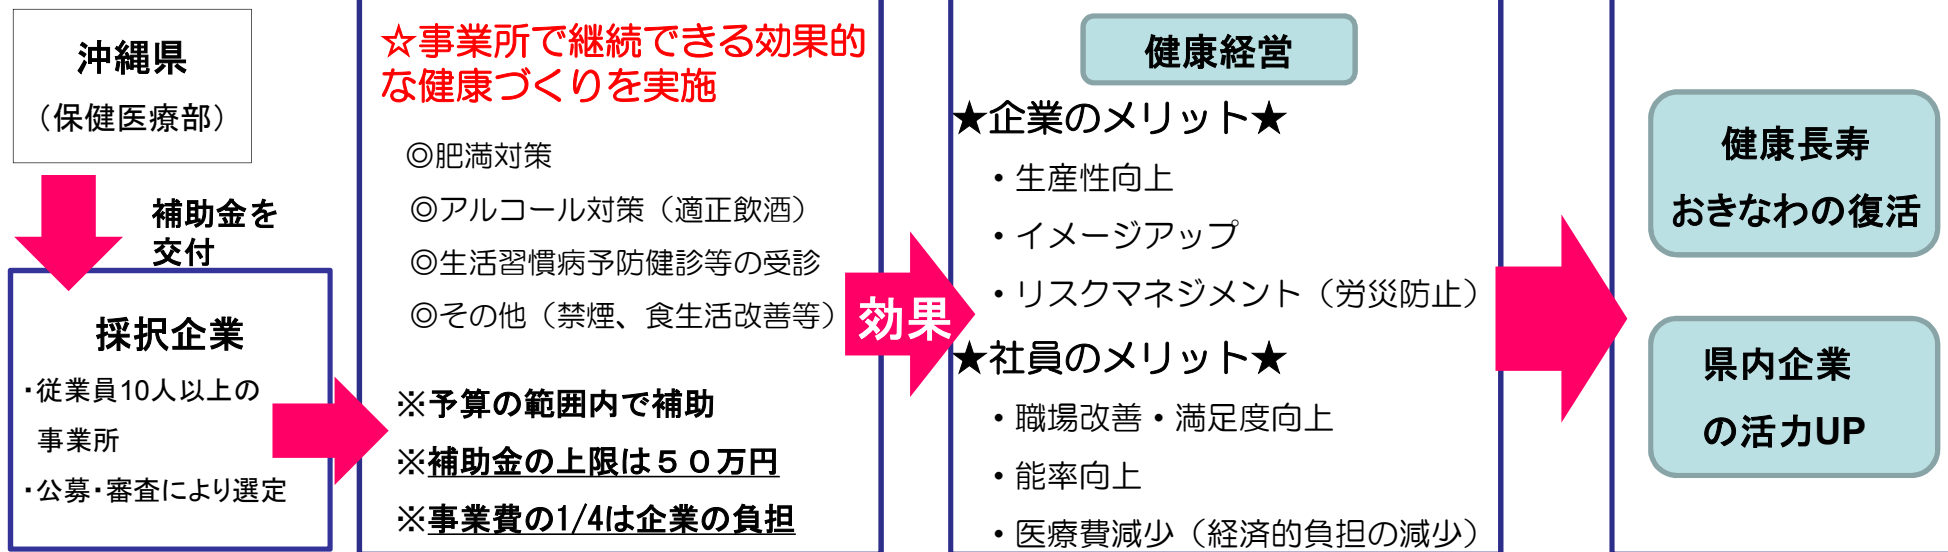 沖縄県
（保健医療部）
補助金を
交付
採択企業
・従業員10人以上の
事業所
・公募・審査により選定
☆事業所で継続できる効果的
な健康づくりを実施
◎肥満対策
◎アルコール対策（適正飲酒）
◎生活習慣病予防健診等の受診
◎その他（禁煙、食生活改善等）
※予算の範囲内で補助
※補助金の上限は５０万円
※事業費の1/4は企業の負担
効果
健康経営
★企業のメリット★
・生産性向上
・イメージアップ
・リスクマネジメント（労災防止）
★社員のメリット★
・職場改善・満足度向上
・能率向上
・医療費減少（経済的負担の減少）
健康長寿
おきなわの復活
県内企業
の活力UP